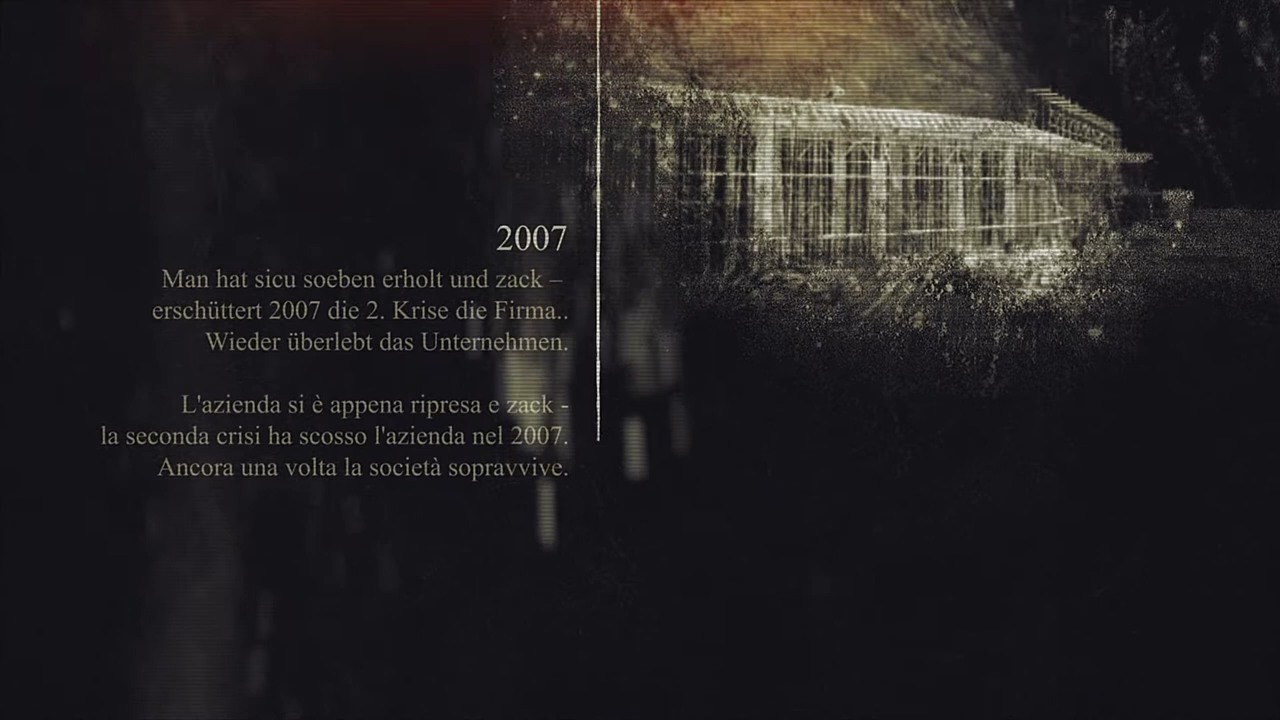 2007
Man hat sicu soeben erholt und zack –
erschüttert 2007 die 2. Krise die Firma..
Wieder überlebt das Unternehmen.
L'azienda si è appena ripresa e zack -
la seconda crisi ha scosso l'azienda nel 2007.
Ancora una volta la società sopravvive.